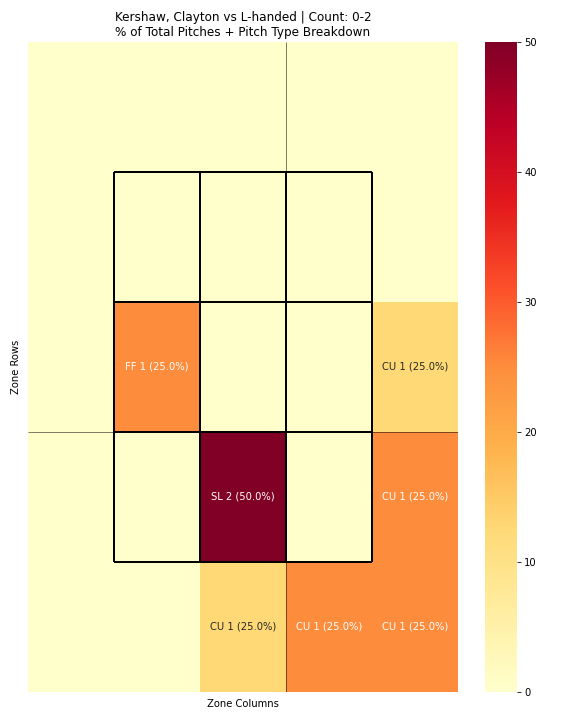 Kershaw, Clayton vs L-handed | Count: 0-2
% of Total Pitches + Pitch Type Breakdown
50
40
30
20
10
0
Zone Rows
FF 1 (25.0%)
CU 1 (25.0%)
SL 2 (50.0%)
CU 1 (25.0%)
CU 1 (25.0%)
CU 1 (25.0%)
CU 1 (25.0%)
Zone Columns